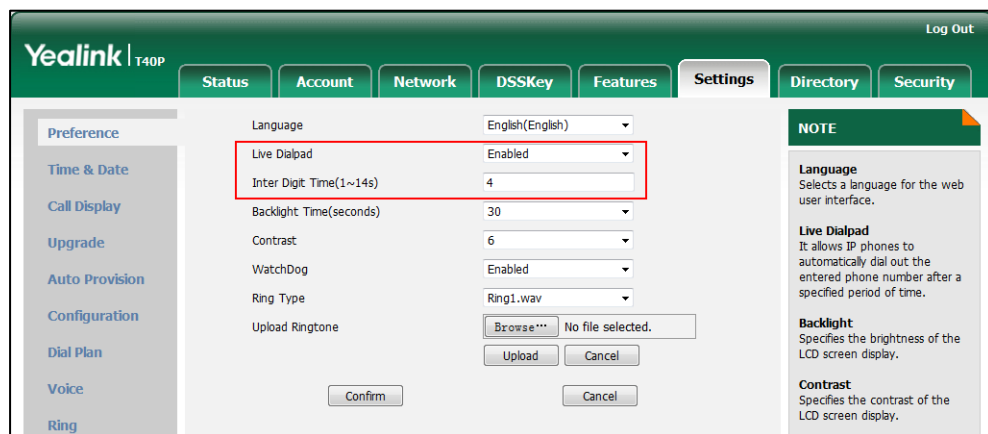 Log Out
Yealink T40P
Status Account Network DSSKey Features Settings Directory Security
Preference
Time & Date
Call Display
Upgrade
Auto Provision
Configuration
Dial Plan
Voice
Ring
Language English(English)
Live Dialpad Enabled
Inter Digit Time(1~14s) 4
Backlight Time(seconds) 30
Contrast 6
WatchDog Enabled
Ring Type Ring1.wav
Upload Ringtone Browse··· No file selected.
Upload Cancel
Confirm Cancel
NOTE
Language
Selects a language for the web
user interface.
Live Dialpad
It allows IP phones to
automatically dial out the
entered phone number after a
specified period of time.
Backlight
Specifies the brightness of the
LCD screen display.
Contrast
Specifies the contrast of the
LCD screen display.